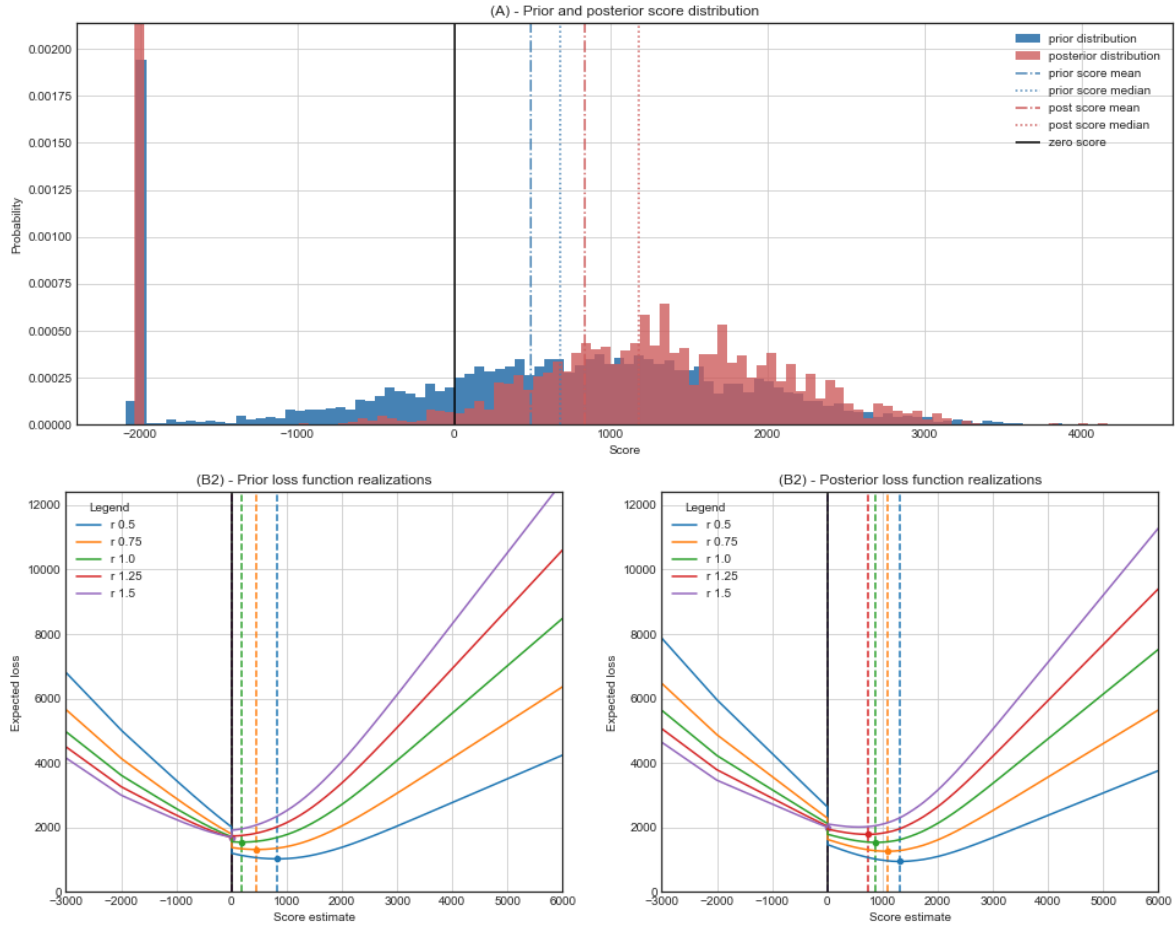 (A) - Prior and posterior score distribution
0.00200
0.00175
0.00150
0.00125
0.00100
0.00075
0.00050
0.00025
0.00000
Probability
prior distribution
posterior distribution
prior score mean
prior score median
post score mean
post score median
zero score
−2000 −1000 0 1000 2000 3000 4000
Score
(B2) - Prior loss function realizations
12000
10000
8000
6000
4000
2000
0
Expected loss
Legend
r 0.5
r 0.75
r 1.0
r 1.25
r 1.5
−3000 −2000 −1000 0 1000 2000 3000 4000 5000 6000
Score estimate
(B2) - Posterior loss function realizations
12000
10000
8000
6000
4000
2000
0
Expected loss
Legend
r 0.5
r 0.75
r 1.0
r 1.25
r 1.5
−3000 −2000 −1000 0 1000 2000 3000 4000 5000 6000
Score estimate